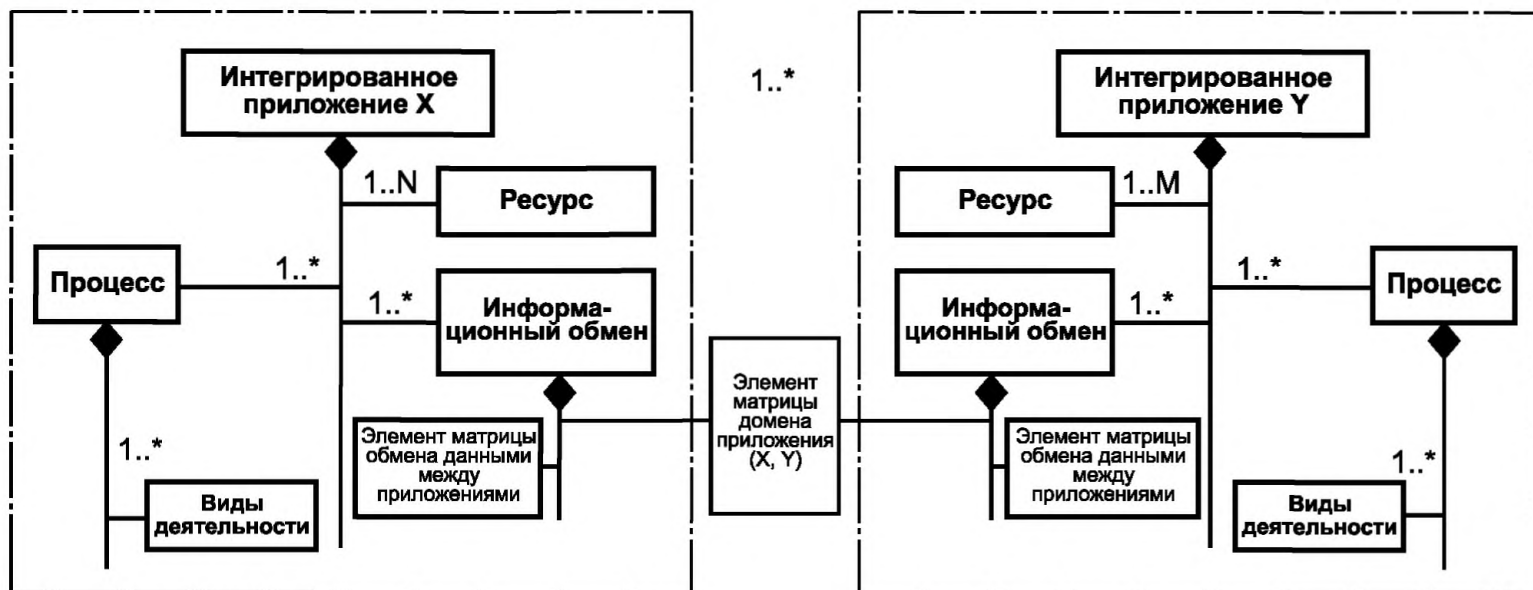 Интегрированное
приложение X
1..N
Ресурс
Процесс
1..*
1..*
Информа-
ционный обмен
1..*
Элемент матрицы
обмена данными
между
приложениями
Виды
деятельности
1..*
Элемент
матрицы
домена
приложения
(X, Y)
Интегрированное
приложение Y
Ресурс
1..M
1..*
Процесс
Информа-
ционный обмен
1..*
Элемент матрицы
обмена данными
между
приложениями
1..*
Виды
деятельности